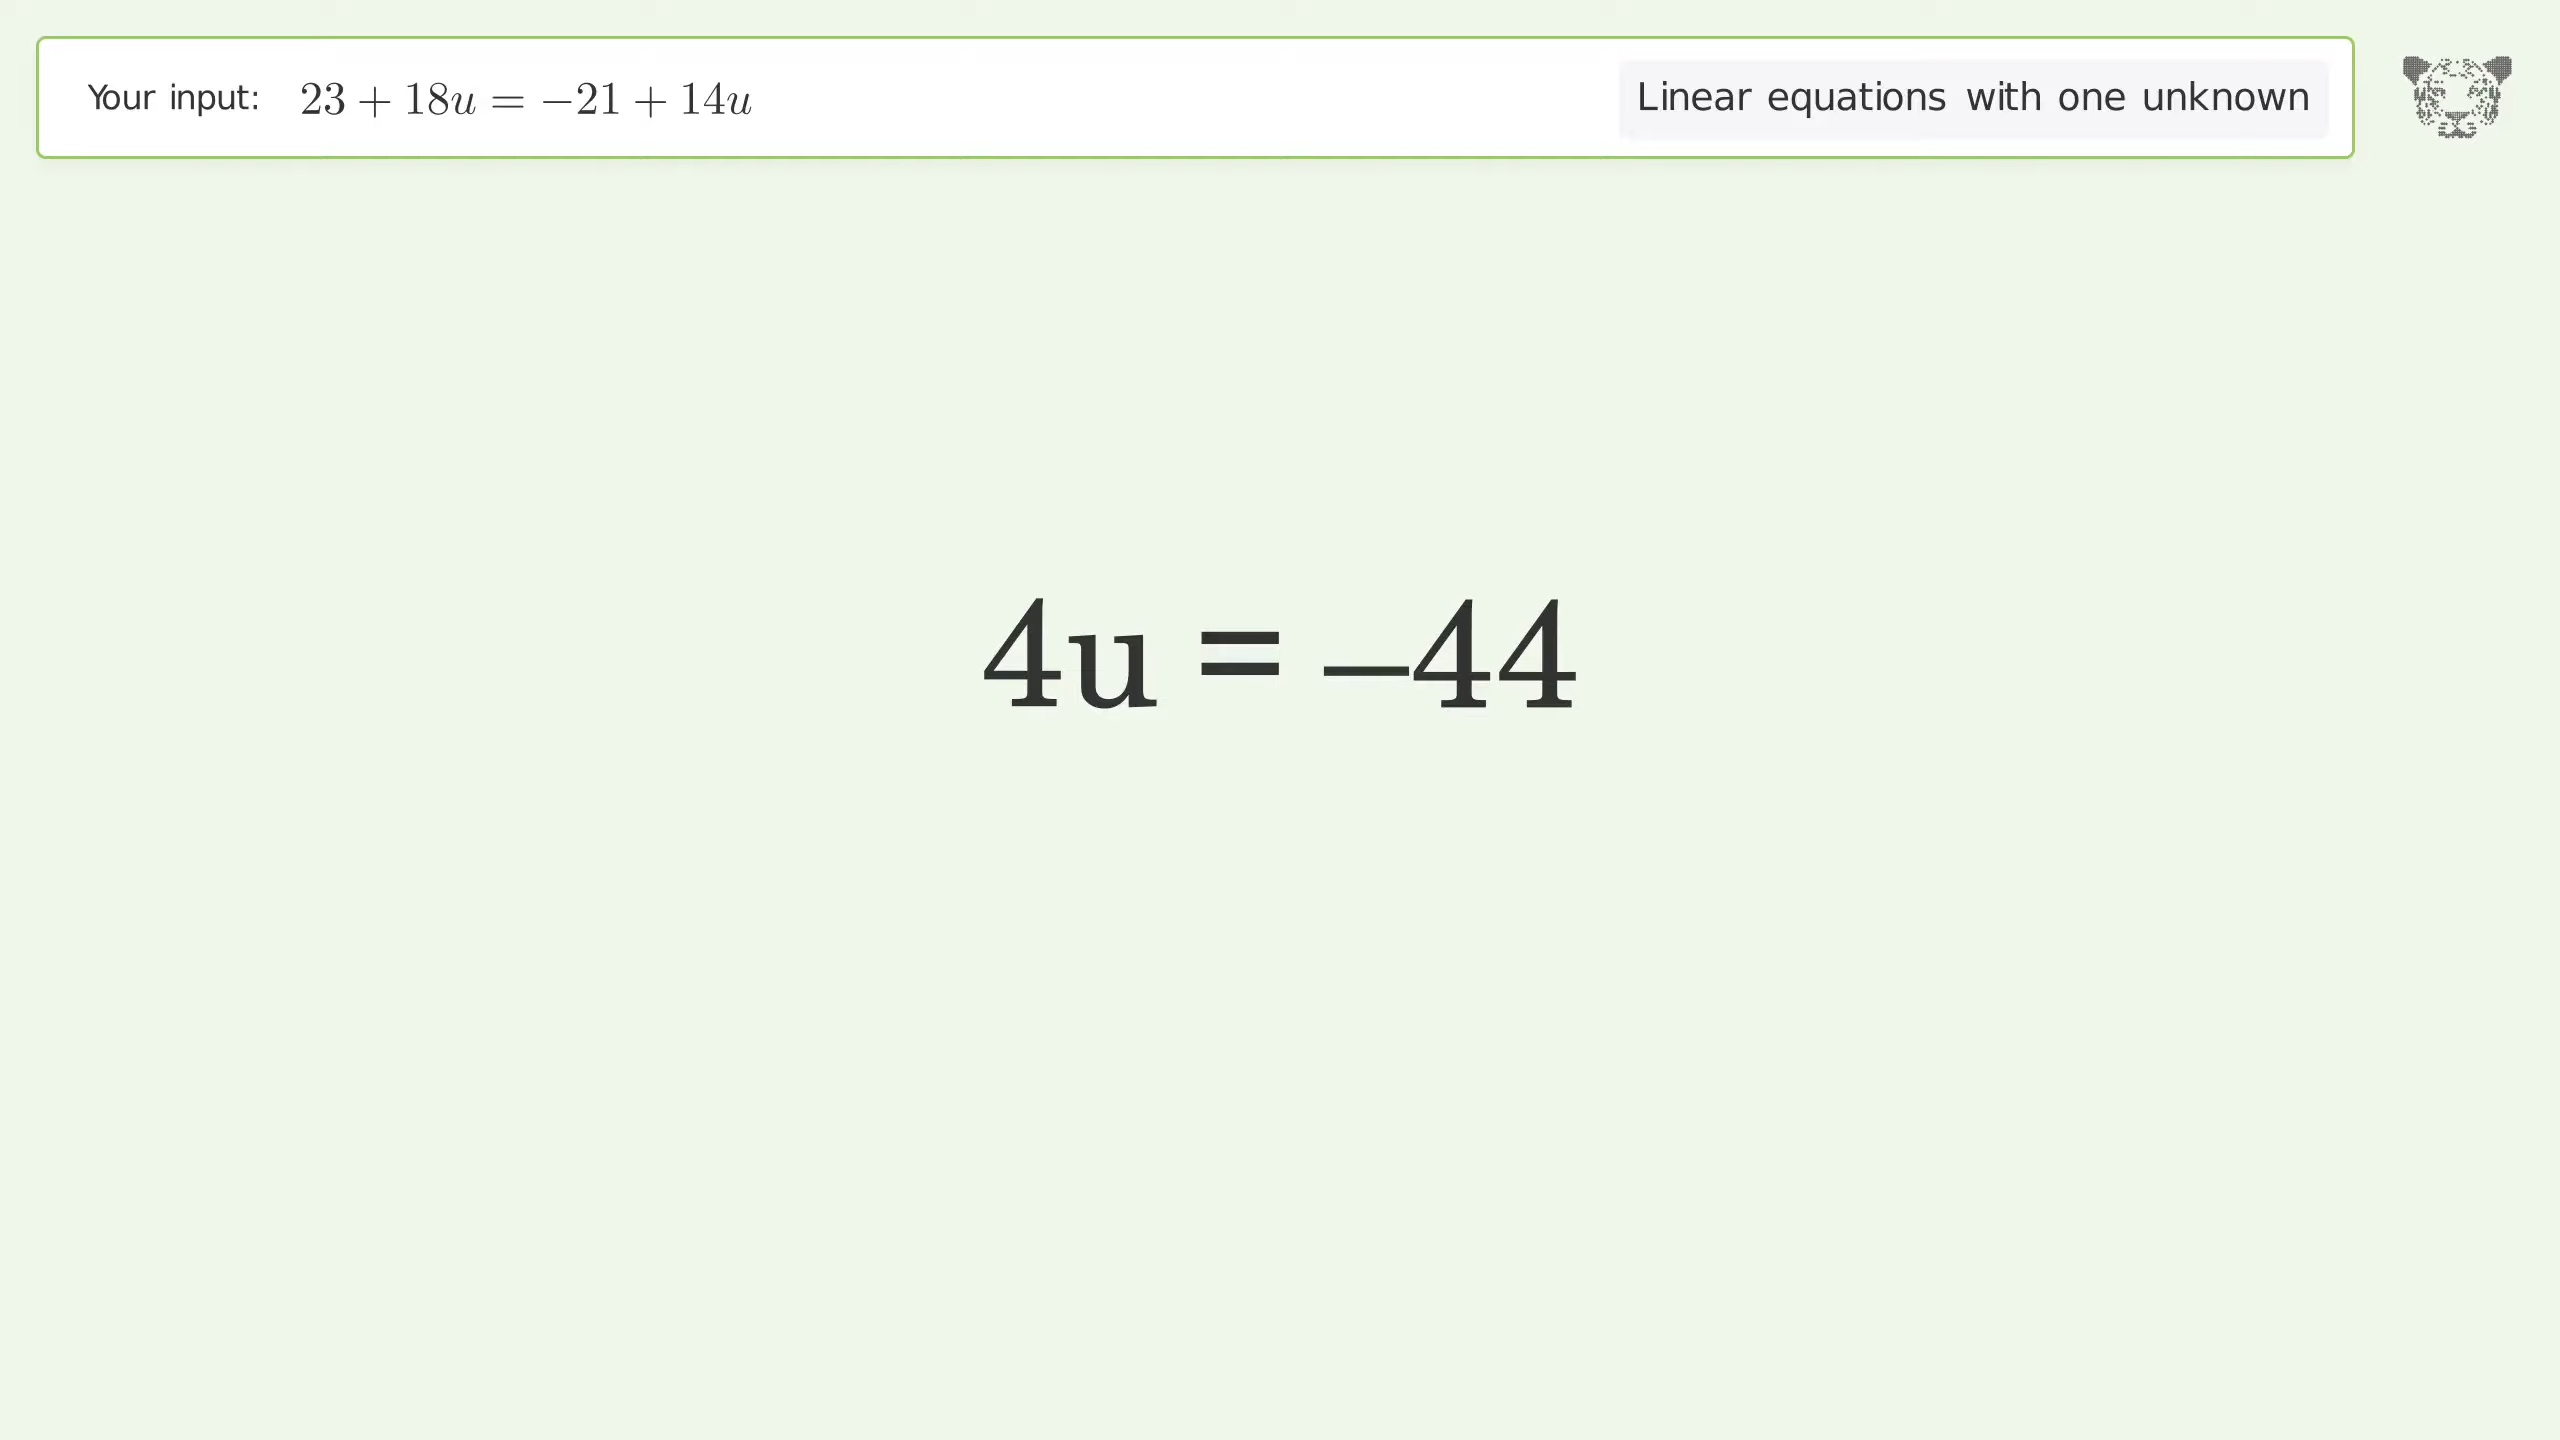 Your input: 23 + 18u = −21 + 14u
Linear equations with one unknown
4u = –44